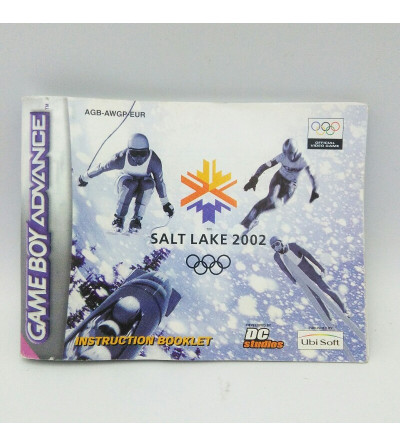 GAME BOY ADVANCE
AGB-AWGP-EUR
OFFICIAL
VIDEO GAME
SALT LAKE 2002
INSTRUCTION BOOKLET
DC
studios
Ubi Soft